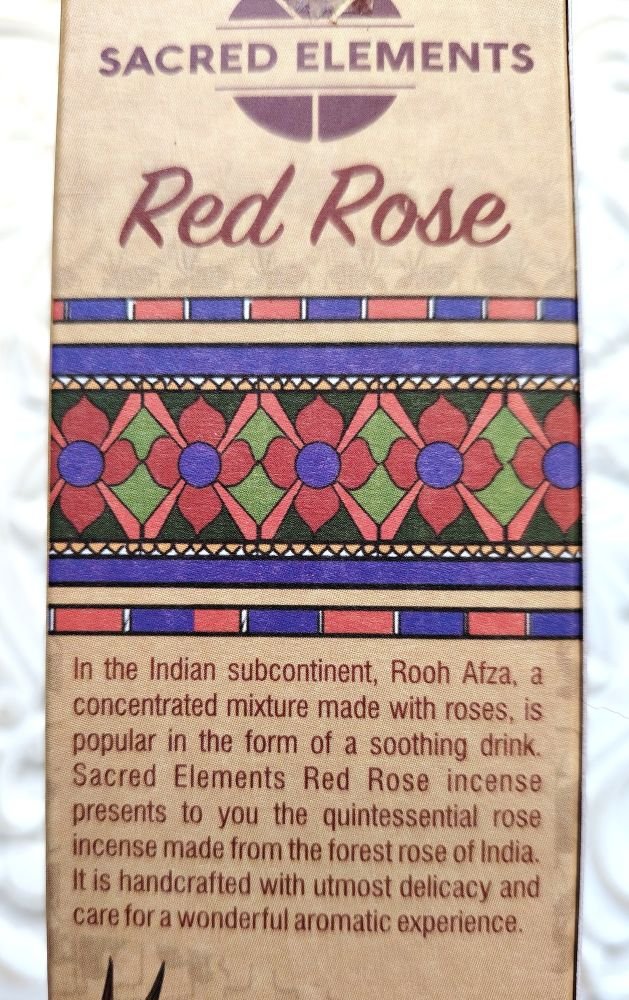 SACRED ELEMENTS
Red Rose
In the Indian subcontinent, Rooh Afza, a
concentrated mixture made with roses, is
popular in the form of a soothing drink.
Sacred Elements Red Rose incense
presents to you the quintessential rose
incense made from the forest rose of India.
It is handcrafted with utmost delicacy and
care for a wonderful aromatic experience.